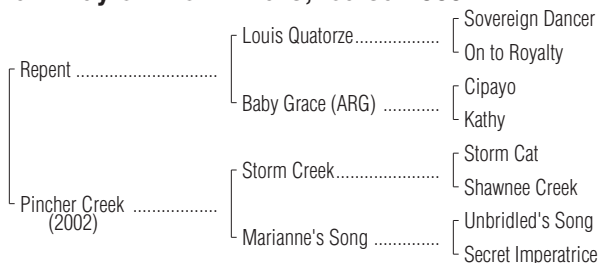 Sovereign Dancer
Louis Quatorze
On to Royalty
Repent
Cipayo
Baby Grace (ARG)
Kathy
Storm Cat
Storm Creek
Shawnee Creek
Pincher Creek
(2002)
Unbridled's Song
Marianne's Song
Secret Imperatrice